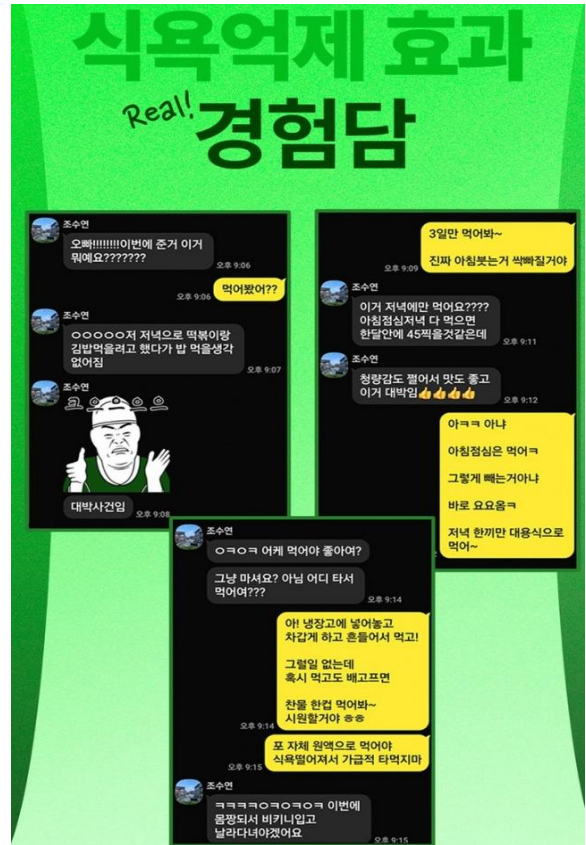 식욕억제 효과
Real!
경험담
조수연
오빠!!!!!!!!!이번에 준거 이거
뭐예요???????
오후 9:06
먹어봤어??
오후 9:06
조수연
ㅇㅇㅇㅇㅇ저 저녁으로 떡볶이랑
김밥먹을려고 했다가 밥 먹을생각
없어짐
오후 9:07
조수연
ㄲㅇㅇㅇㅇ으
대박사건임
오후 9:08
3일만 먹어봐~
진짜 아침붓는거 싹빠질거야
오후 9:09
조수연
이거 저녁에만 먹어요????
아침점심저녁 다 먹으면
한달안에 45찍을것같은데
오후 9:11
조수연
청량감도 쩔어서 맛도 좋고
이거 대박임👍👍👍👍
오후 9:12
아ㅋㅋ 아냐
아침점심은 먹어ㅋ
그렇게 빼는거아냐
바로 요요옴ㅋ
저녁 한끼만 대용식으로
먹어~
조수연
ㅇㅋㅇㅋ 어케 먹어야 좋아여?
그냥 마셔요? 아님 어디 타서
먹어여???
오후 9:14
아! 냉장고에 넣어놓고
차갑게 하고 흔들어서 먹고!
그럴일 없는데
혹시 먹고도 배고프면
찬물 한컵 먹어봐~
시원할거야 ㅎㅎ
오후 9:14
포 자체 원액으로 먹어야
식욕떨어져서 가급적 타먹지마
오후 9:15
조수연
ㅋㅋㅋㅋㅇㅋㅇㅋㅇㅋ 이번에
몸짱되서 비키니입고
날라다녀야겠어요
오후 9:15